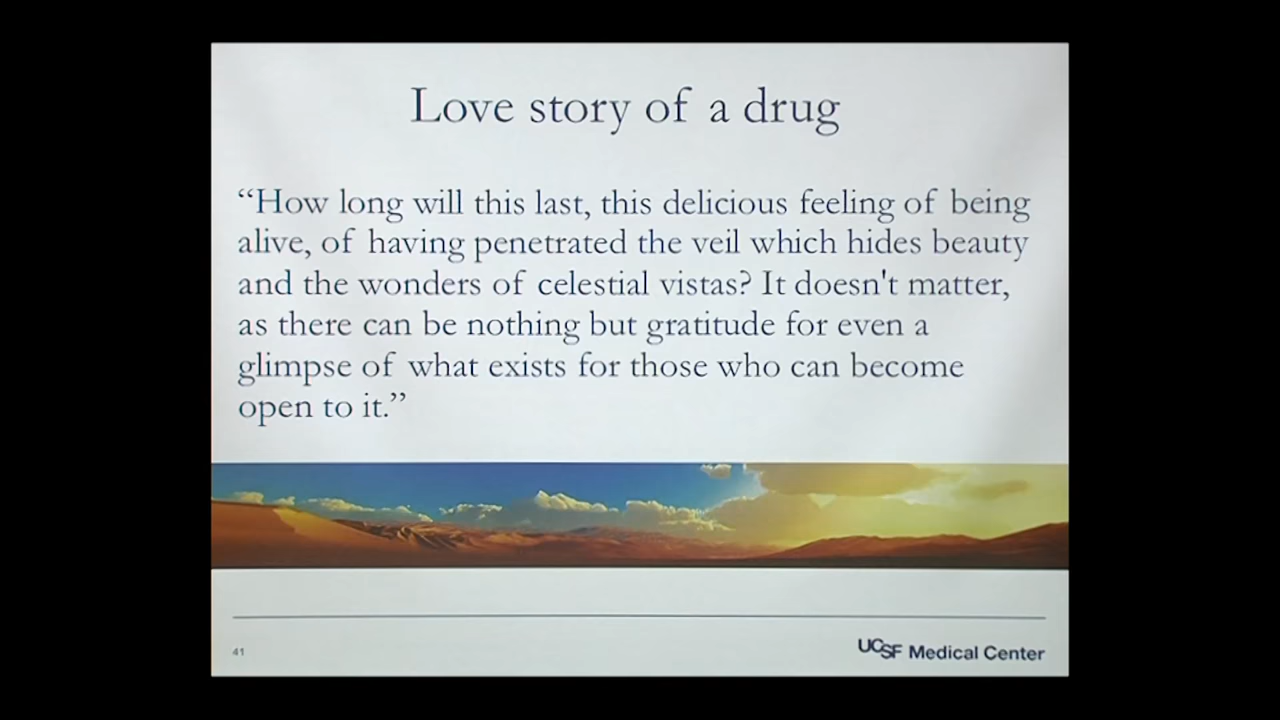 Love story of a drug
“How long will this last, this delicious feeling of being
alive, of having penetrated the veil which hides beauty
and the wonders of celestial vistas? It doesn't matter,
as there can be nothing but gratitude for even a
glimpse of what exists for those who can become
open to it.”
41
UCSF Medical Center